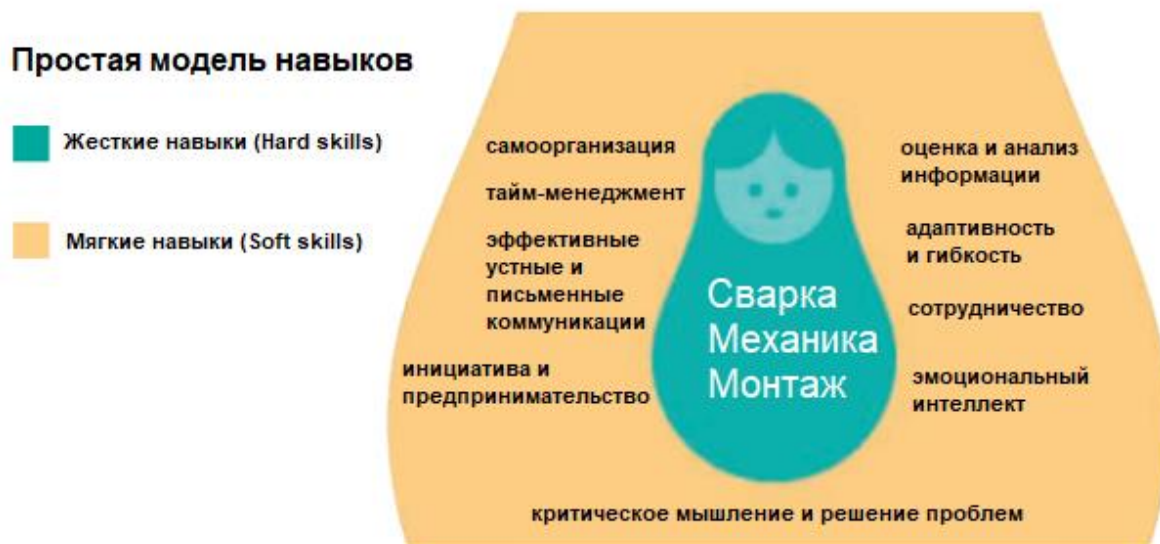 Простая модель навыков
Жесткие навыки (Hard skills)
Мягкие навыки (Soft skills)
самоорганизация
тайм-менеджмент
эффективные
устные и
письменные
коммуникации
инициатива и
предпринимательство
Сварка
Механика
Монтаж
оценка и анализ
информации
адаптивность
и гибкость
сотрудничество
эмоциональный
интеллект
критическое мышление и решение проблем